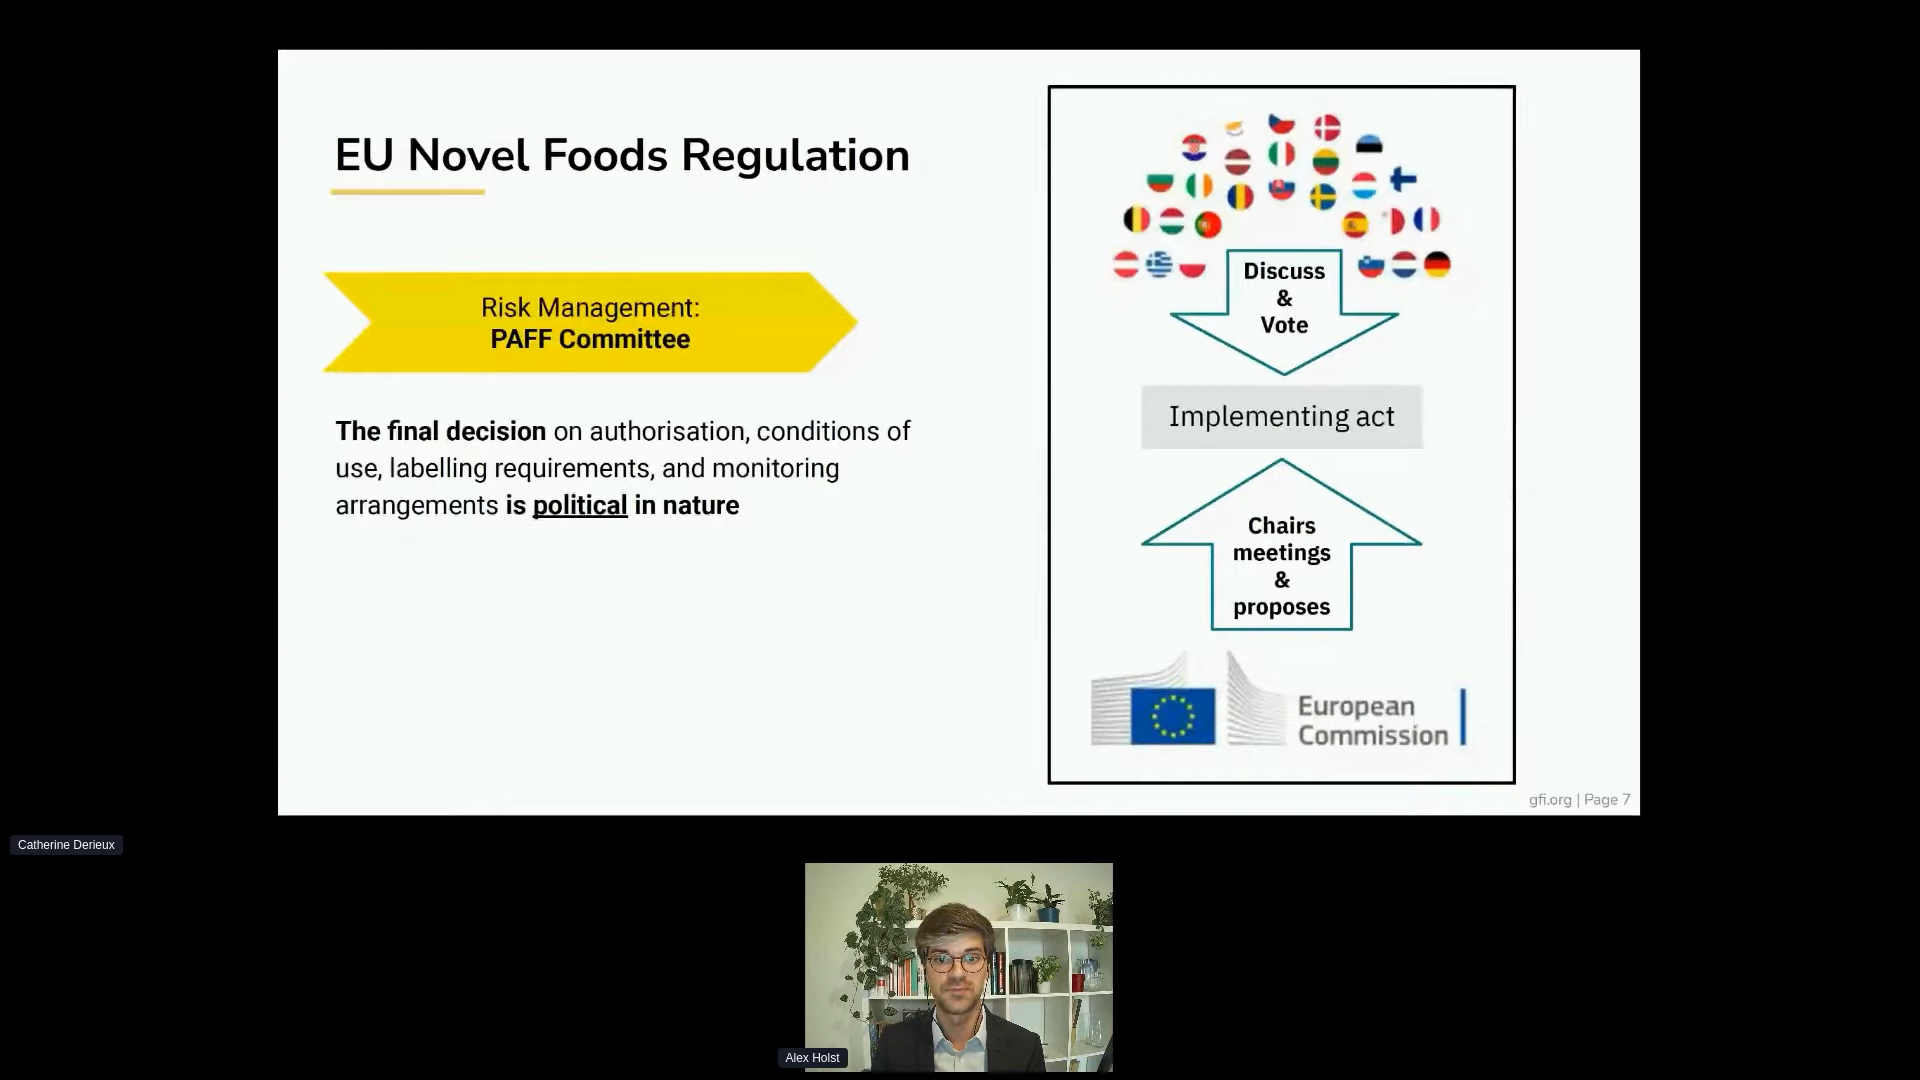 EU Novel Foods Regulation
Risk Management:
PAFF Committee
The final decision on authorisation, conditions of
use, labelling requirements, and monitoring
arrangements is political in nature
Discuss
&
Vote
Implementing act
Chairs
meetings
&
proposes
European
Commission
gfi.org | Page 7
Catherine Derieux
Alex Holst